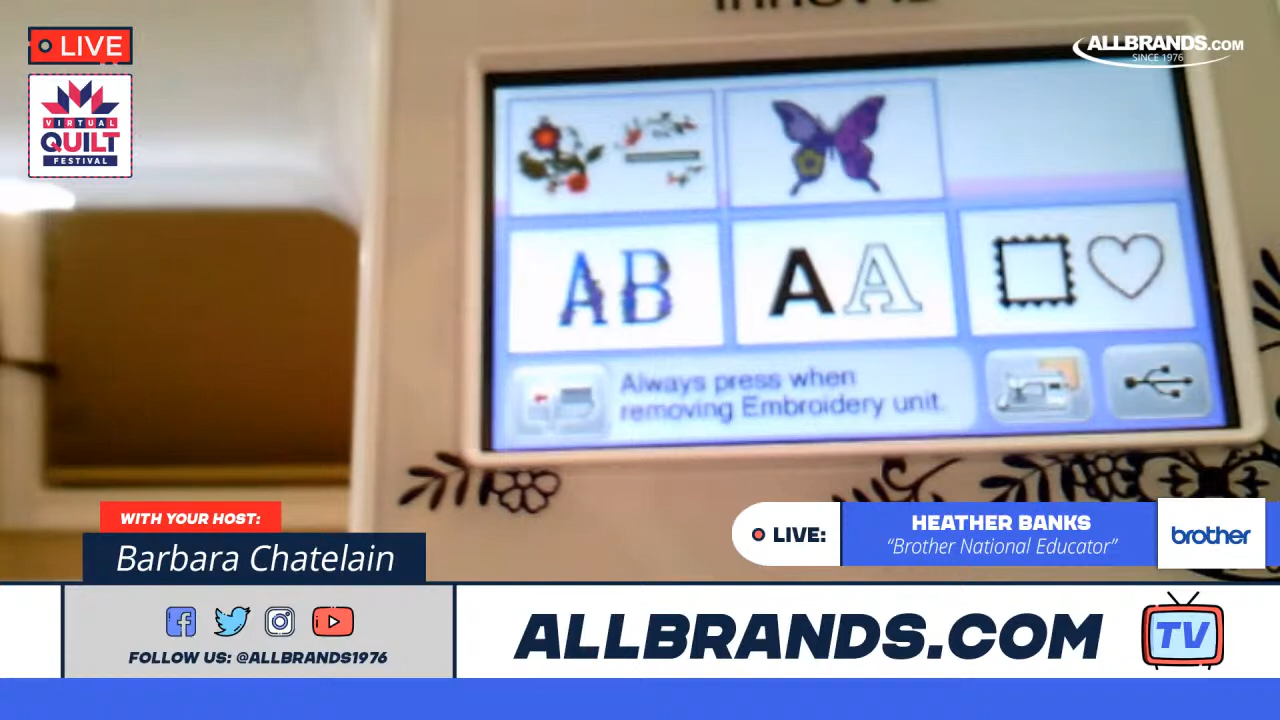 LIVE
VIRTUAL
QUILT
FESTIVAL
ALLBRANDS.COM
SINCE 1976
AB
AA
Always press when
removing Embroidery unit.
WITH YOUR HOST:
Barbara Chatelain
LIVE:
HEATHER BANKS
“Brother National Educator”
brother
FOLLOW US: @ALLBRANDS1976
ALLBRANDS.COM
TV